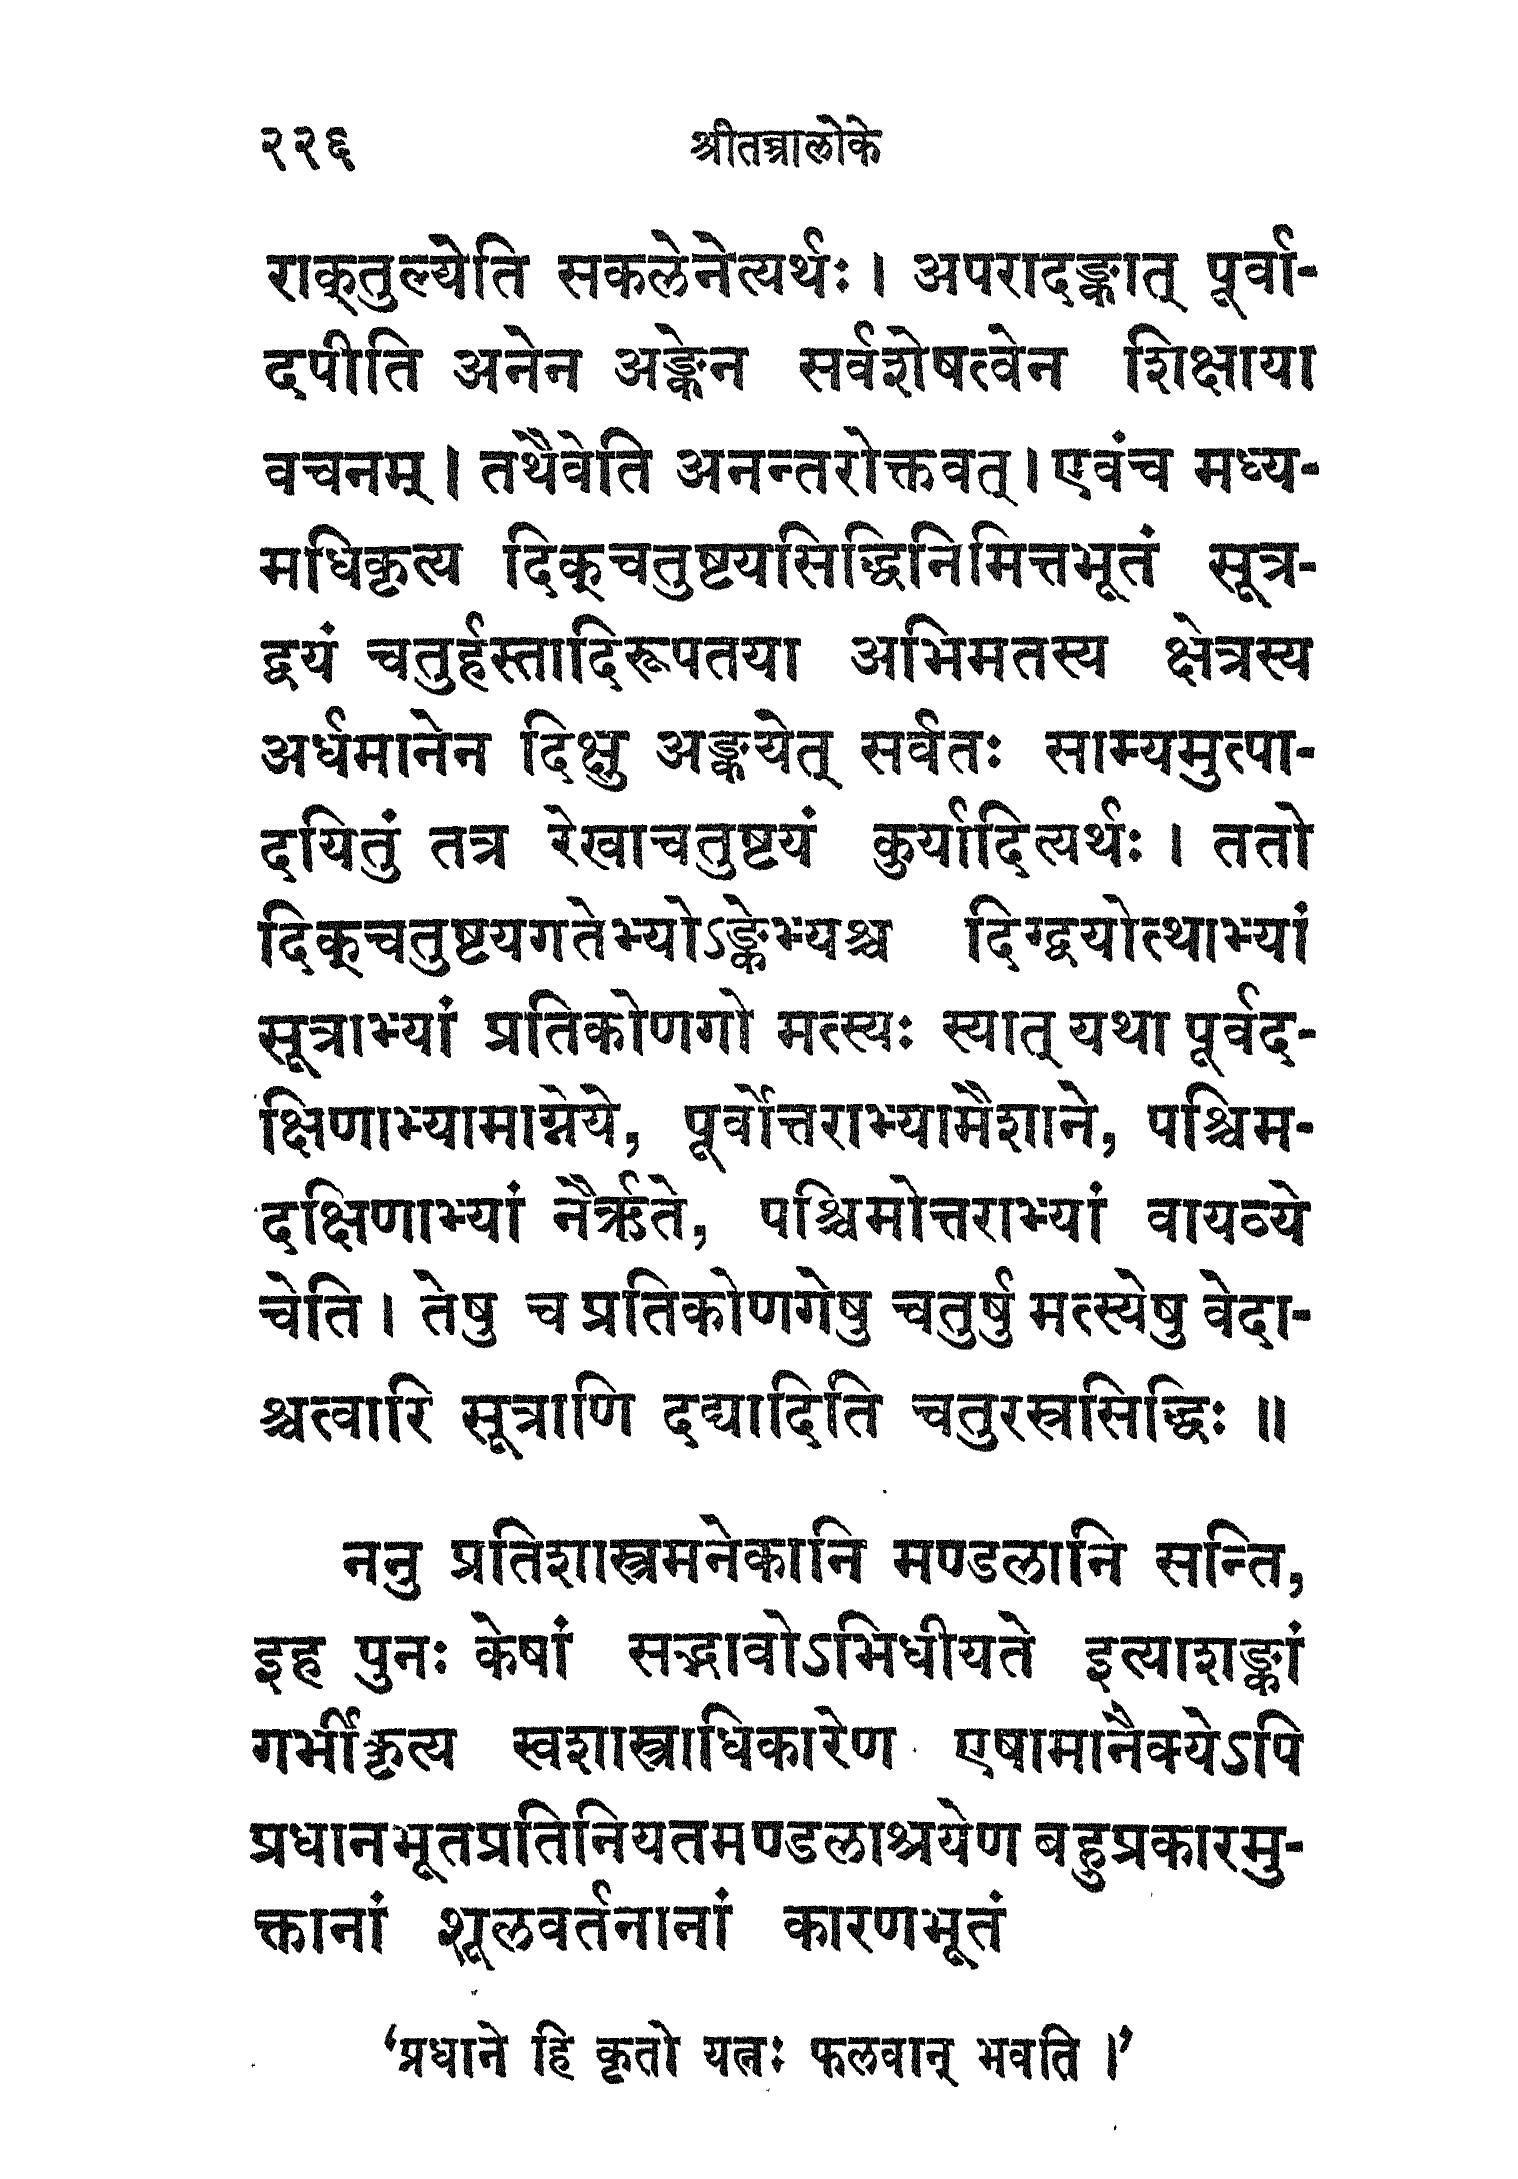 २२६ श्रीतन्त्रालोके
राक्तुल्येति सकलेनेत्यर्थः। अपरादङ्कात् पूर्वा-
दपीति अनेन अङ्केन सर्वशेषत्वेन शिक्षाया
वचनम्। तथैवेति अनन्तरोक्तवत्। एवंच मध्य-
मधिकृत्य दिक्चतुष्टयसिद्धिनिमित्तभूतं सूत्र-
द्वयं चतुर्हस्तादिरूपतया अभिमतस्य क्षेत्रस्य
अर्धमानेन दिक्षु अङ्कयेत् सर्वतः साम्यमुत्पा-
दयितुं तत्र रेखाचतुष्टयं कुर्यादित्यर्थः। ततो
दिक्चतुष्टयगतेभ्योऽङ्केभ्यश्च दिग्द्वयोत्थाभ्यां
सूत्राभ्यां प्रतिकोणगो मत्स्यः स्यात् यथा पूर्वद-
क्षिणाभ्यामाग्नेये, पूर्वोत्तराभ्यामैशाने, पश्चिम-
दक्षिणाभ्यां नैर्ऋते, पश्चिमोत्तराभ्यां वायव्ये
चेति। तेषु च प्रतिकोणगेषु चतुर्षु मत्स्येषु वेदा-
श्चत्वारि सूत्राणि दद्यादिति चतुरस्रसिद्धिः॥
ननु प्रतिशास्त्रमनेकानि मण्डलानि सन्ति,
इह पुनः केषां सद्भावोऽभिधीयते इत्याशङ्कां
गर्भीकृत्य स्वशास्त्राधिकारेण एषामानैक्येऽपि
प्रधानभूतप्रतिनियतमण्डलाश्रयेण बहुप्रकारमु-
क्तानां शूलवर्तनानां कारणभूतं
‘प्रधाने हि कृतो यत्नः फलवान् भवति।’